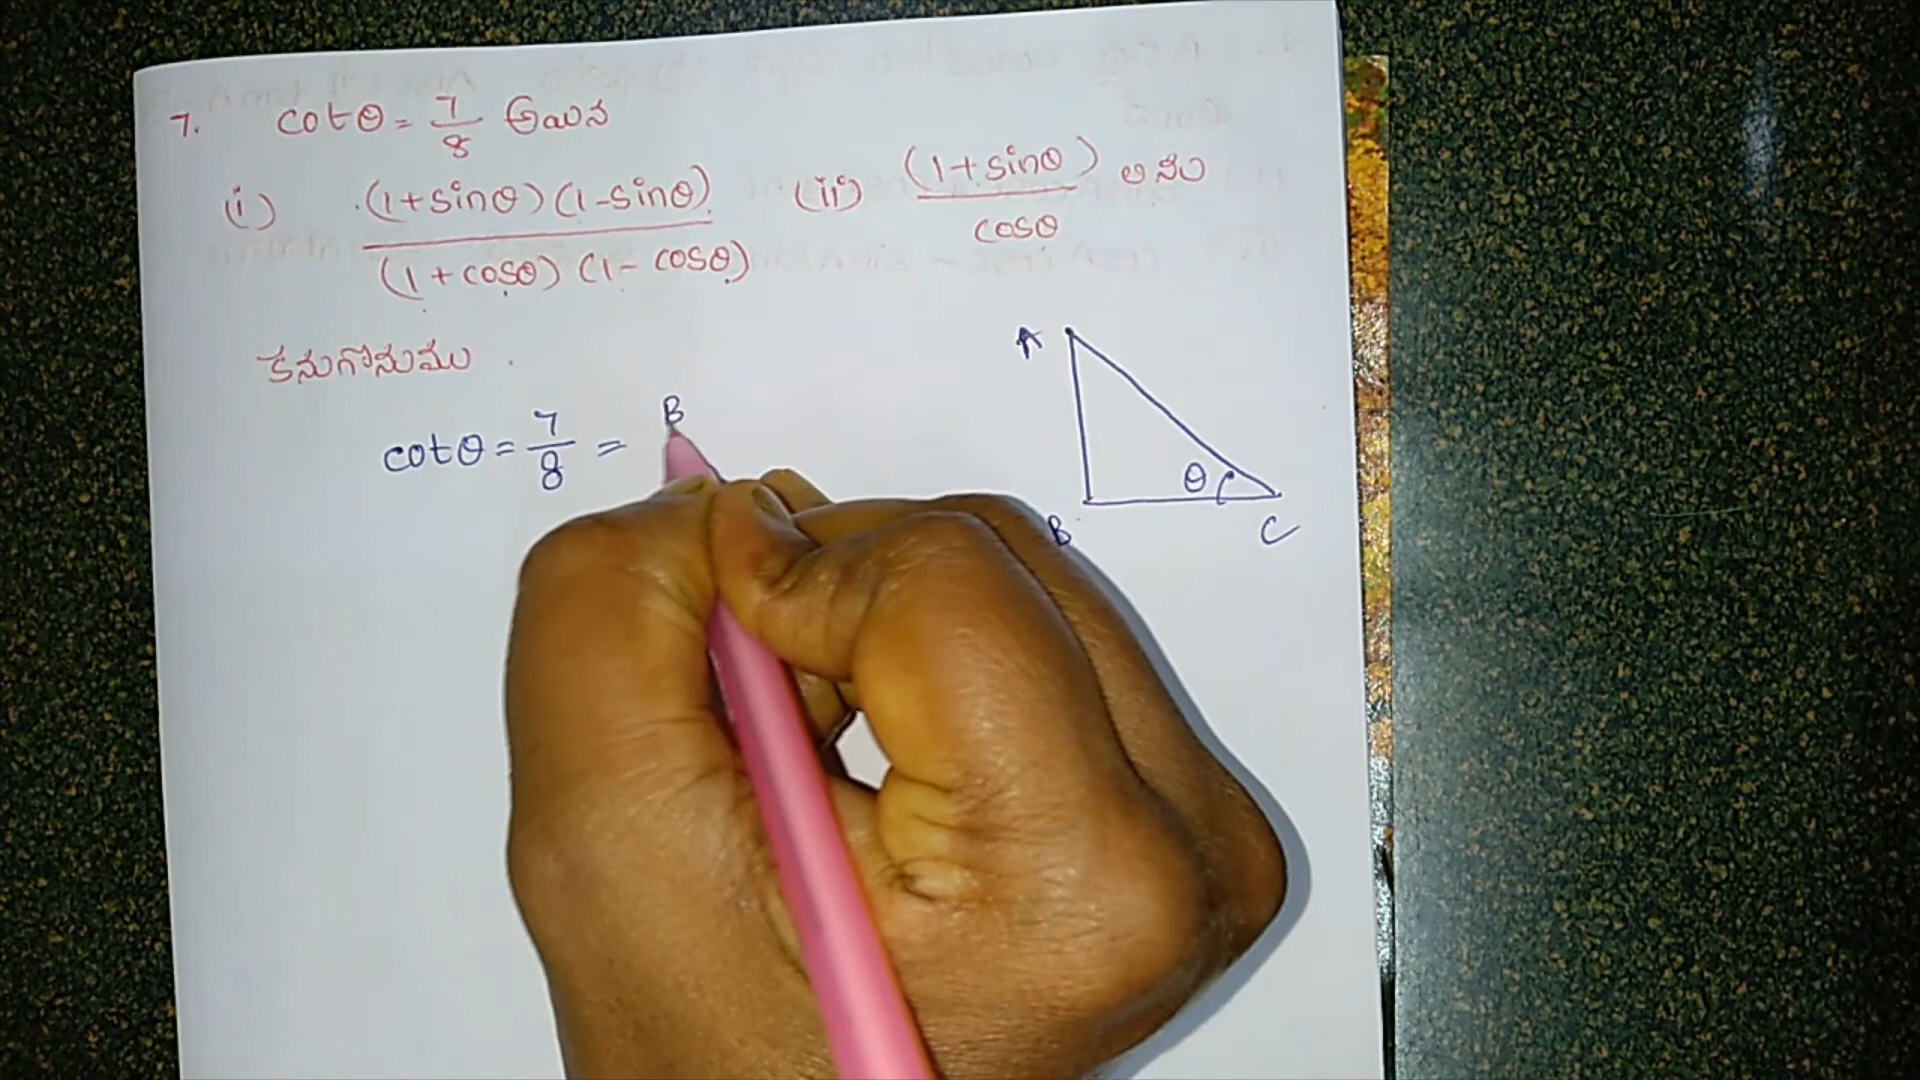 7. cotθ = 7/8 అయిన
(i) (1+sinθ)(1-sinθ) / (1+cosθ)(1-cosθ) (ii) (1+sinθ) / cosθ
కనుగొనుము.
cotθ = 7/8 = B
A
θ
B C